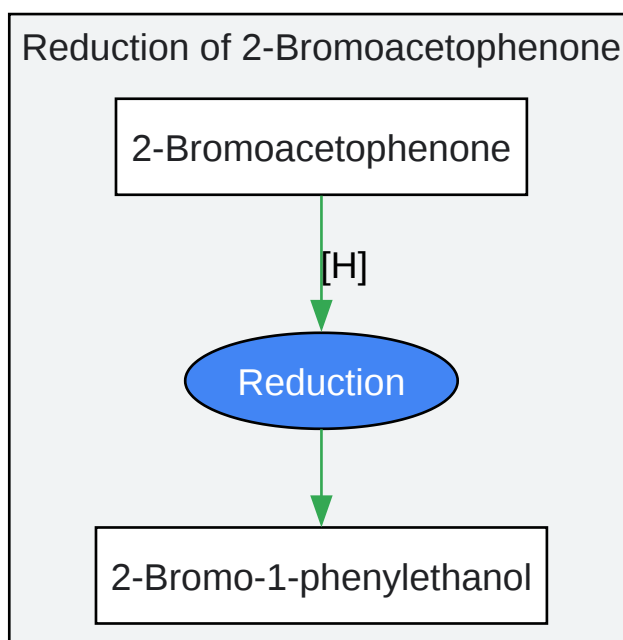 Reduction of 2-Bromoacetophenone
2-Bromoacetophenone
[H]
Reduction
2-Bromo-1-phenylethanol